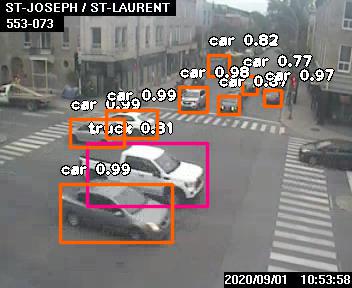 ST-JOSEPH / ST-LAURENT
553-073
car 0.82
car 0.77
car 0.98
car 0.97
car 0.99
car 0.99
truck 0.81
car 0.99
2020/09/01 10:53:58